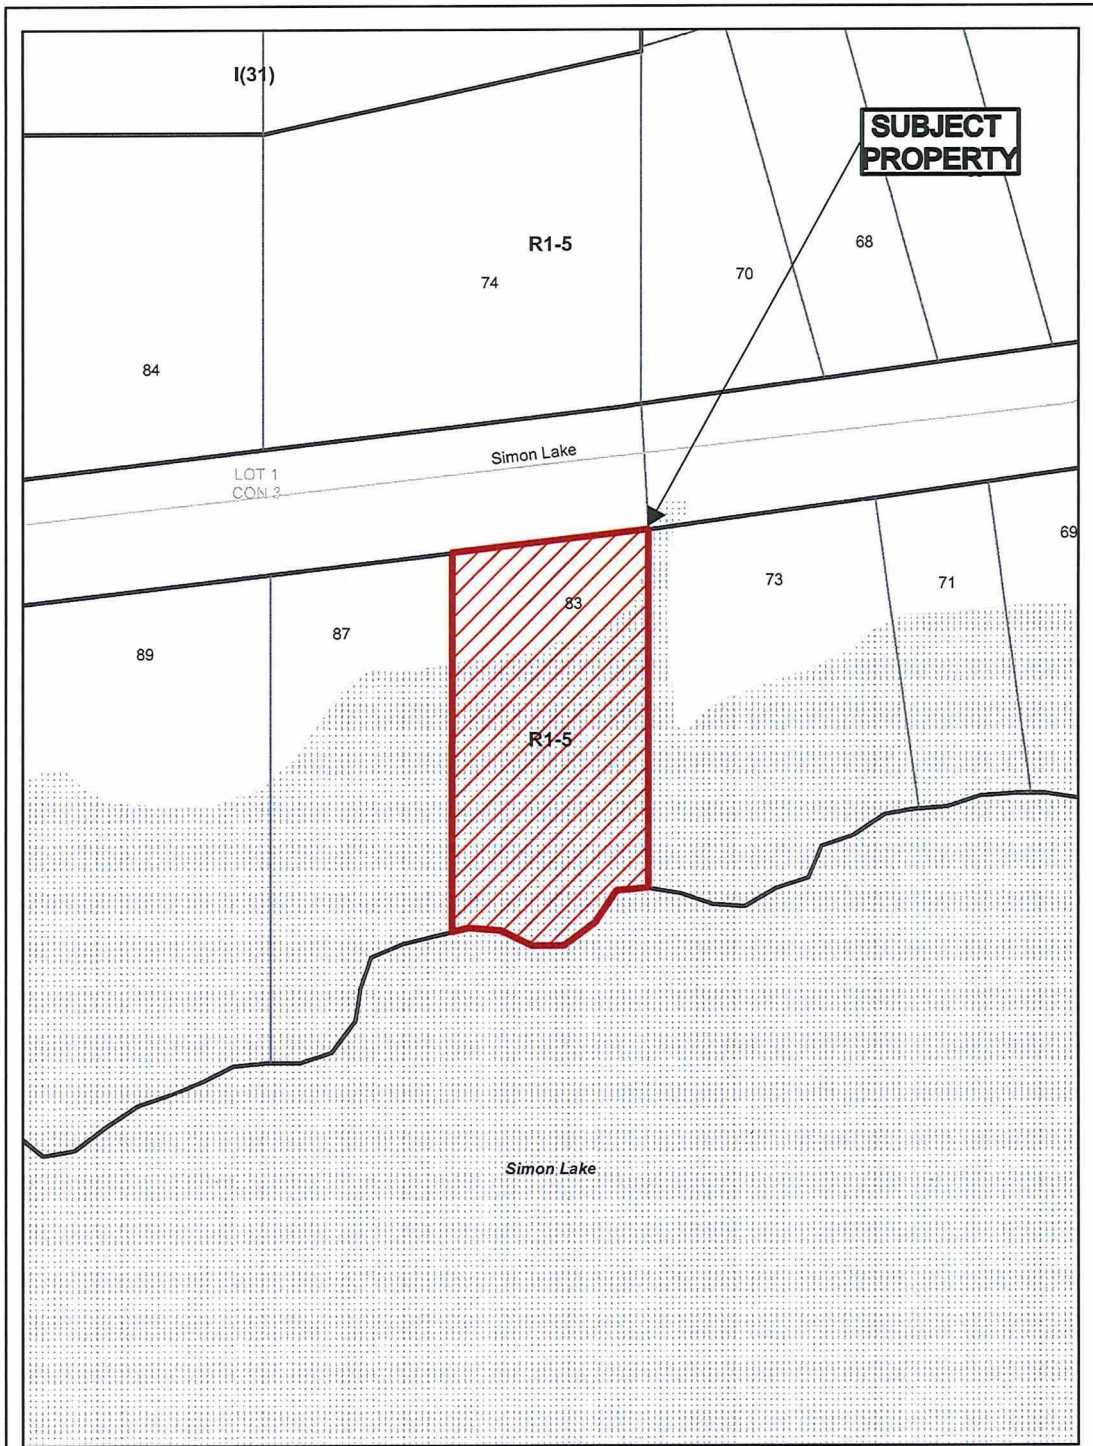 I(31)
SUBJECT
PROPERTY
R1-5
68
70
74
84
Simon Lake
LOT 1
CON 3
69
73
71
83
87
89
R1-5
Simon Lake